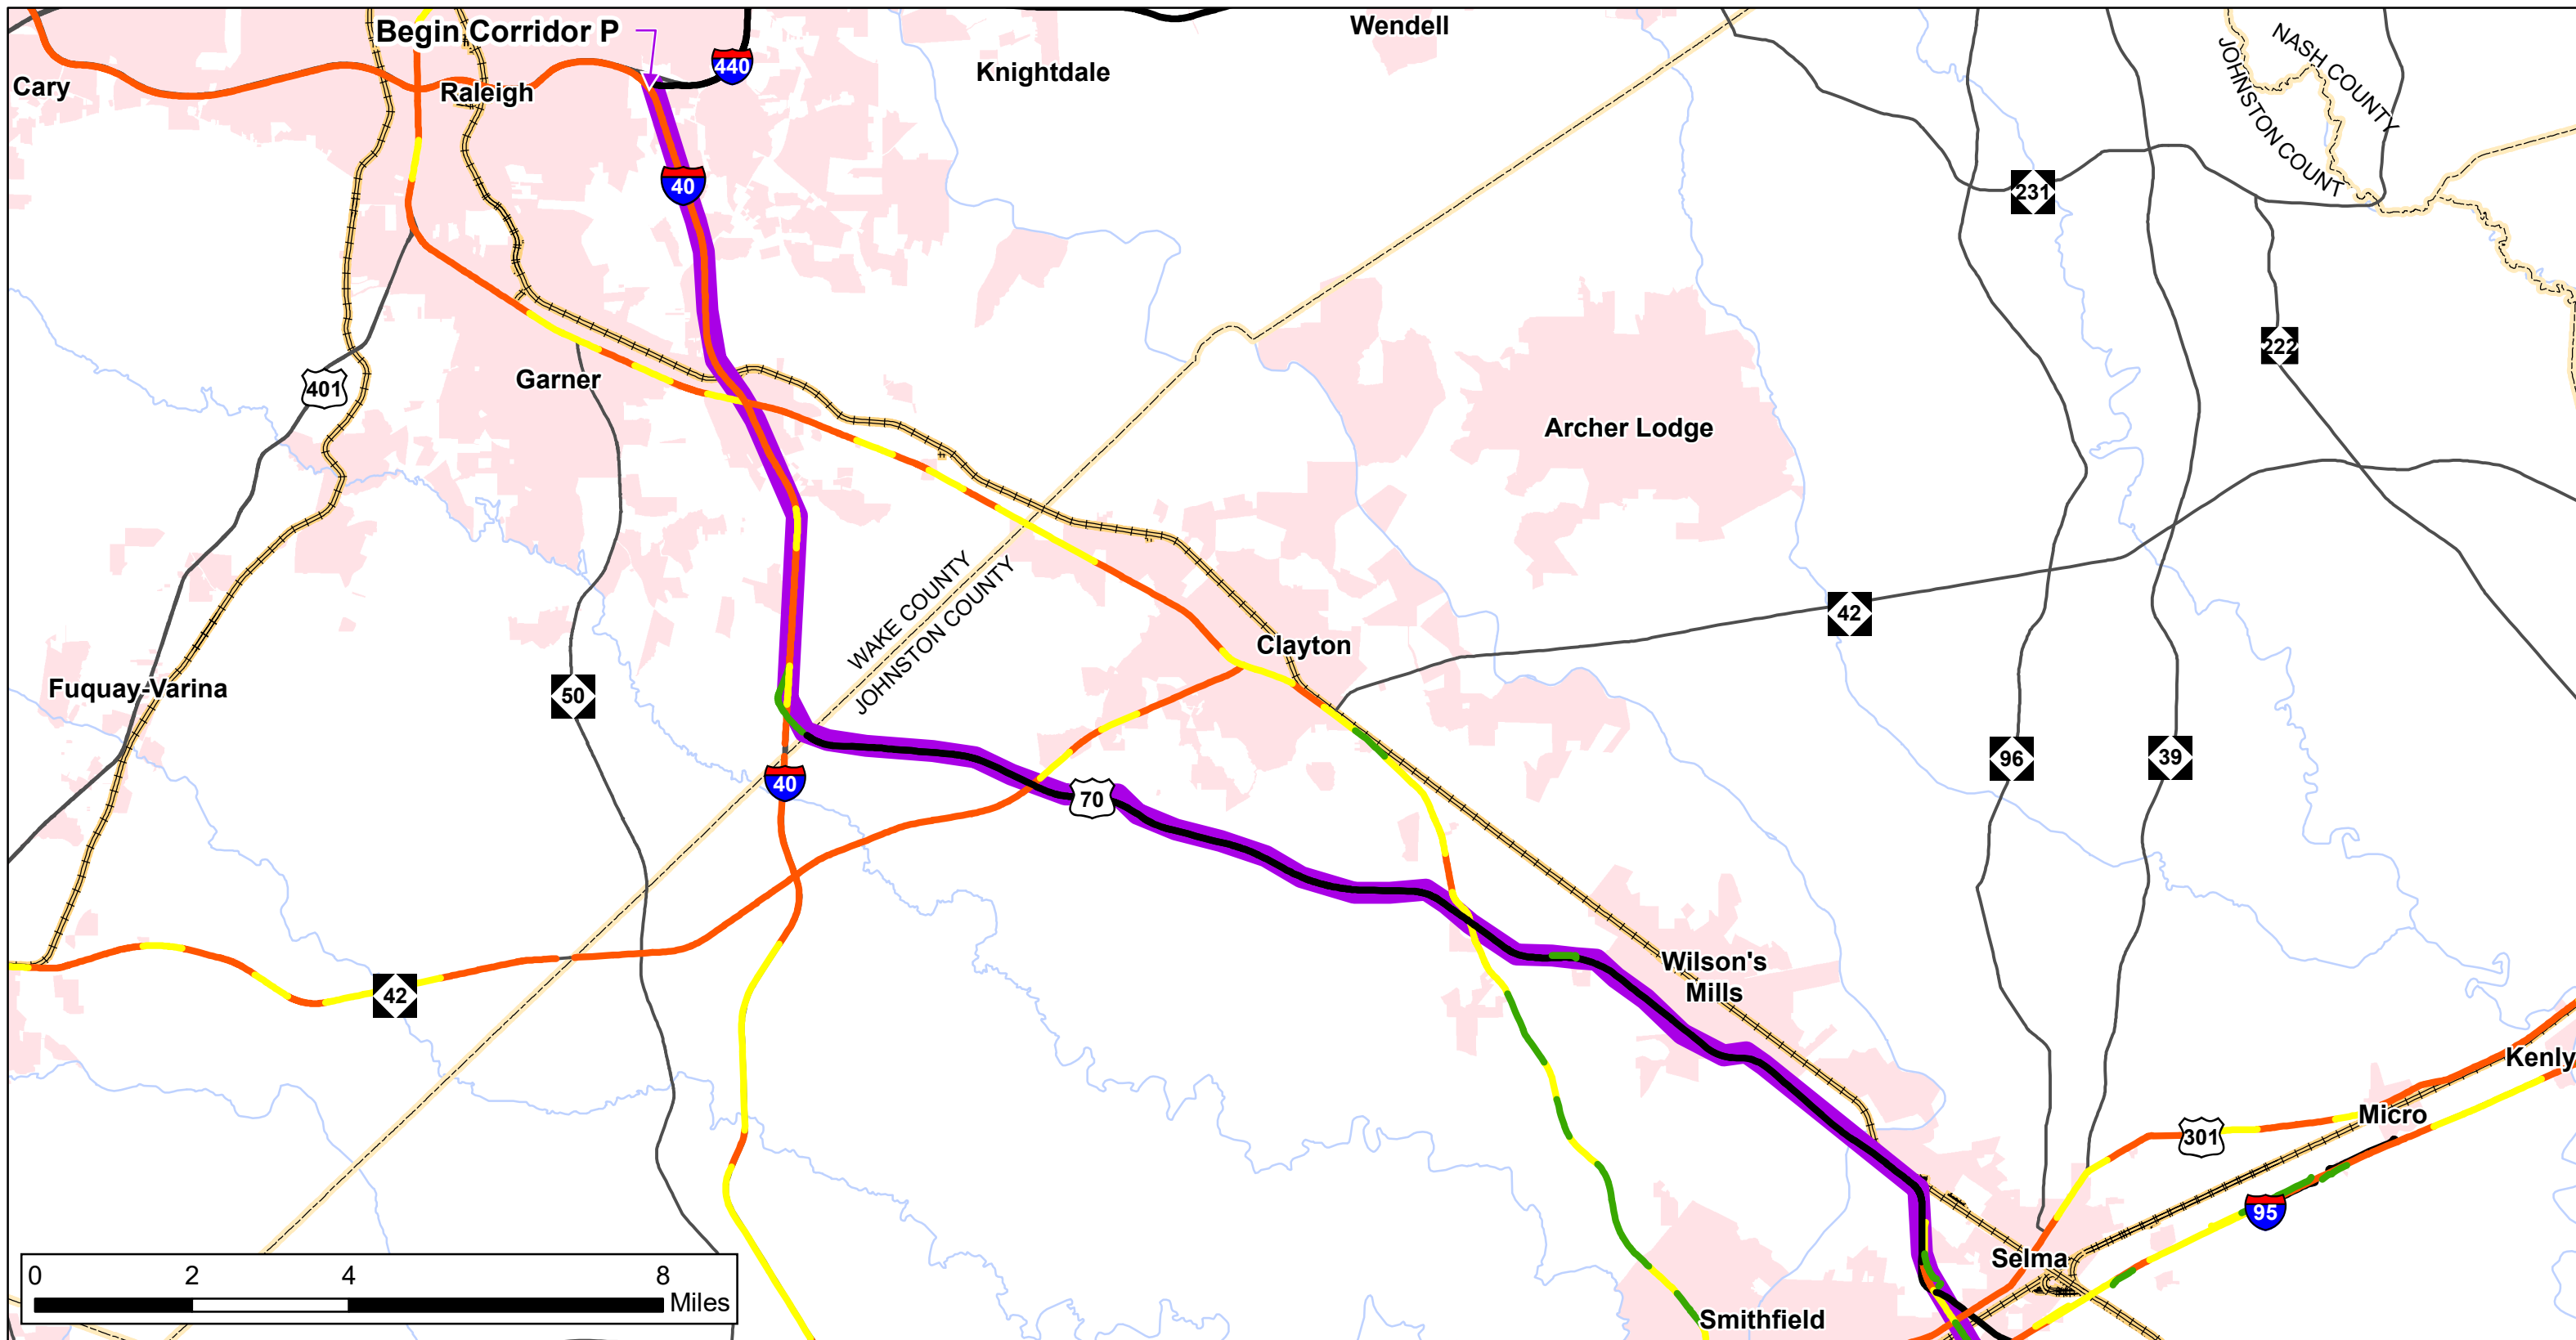 Begin Corridor P
Wendell
440
Knightdale
Cary
Raleigh
NASH COUNTY
JOHNSTON COUNT
40
231
222
Garner
401
Archer Lodge
WAKE COUNTY
JOHNSTON COUNTY
42
Clayton
Fuquay-Varina
50
96
39
40
70
42
Wilson's
Mills
Kenly
Micro
301
95
Selma
0 2 4 8
Miles
Smithfield